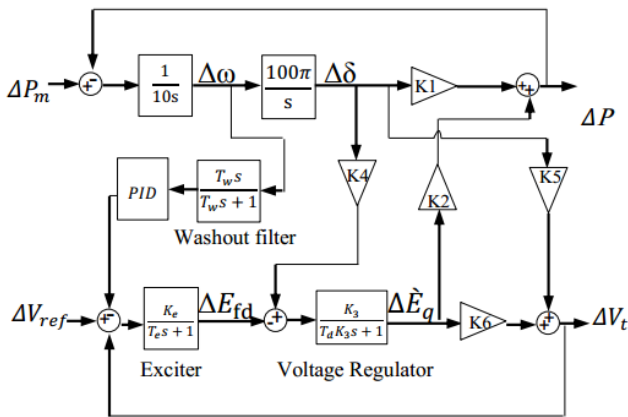 ΔP_m
+ -
1
10s
Δω
100π
s
Δδ
K1
+ +
ΔP
K4
K2
K5
PID
T_w s
T_w s + 1
Washout filter
ΔV_ref
+ -
-
K_e
T_e s + 1
ΔE_fd
- +
K_3
T_d K_3 s + 1
ΔÈ_q
K6
+ +
ΔV_t
Exciter
Voltage Regulator